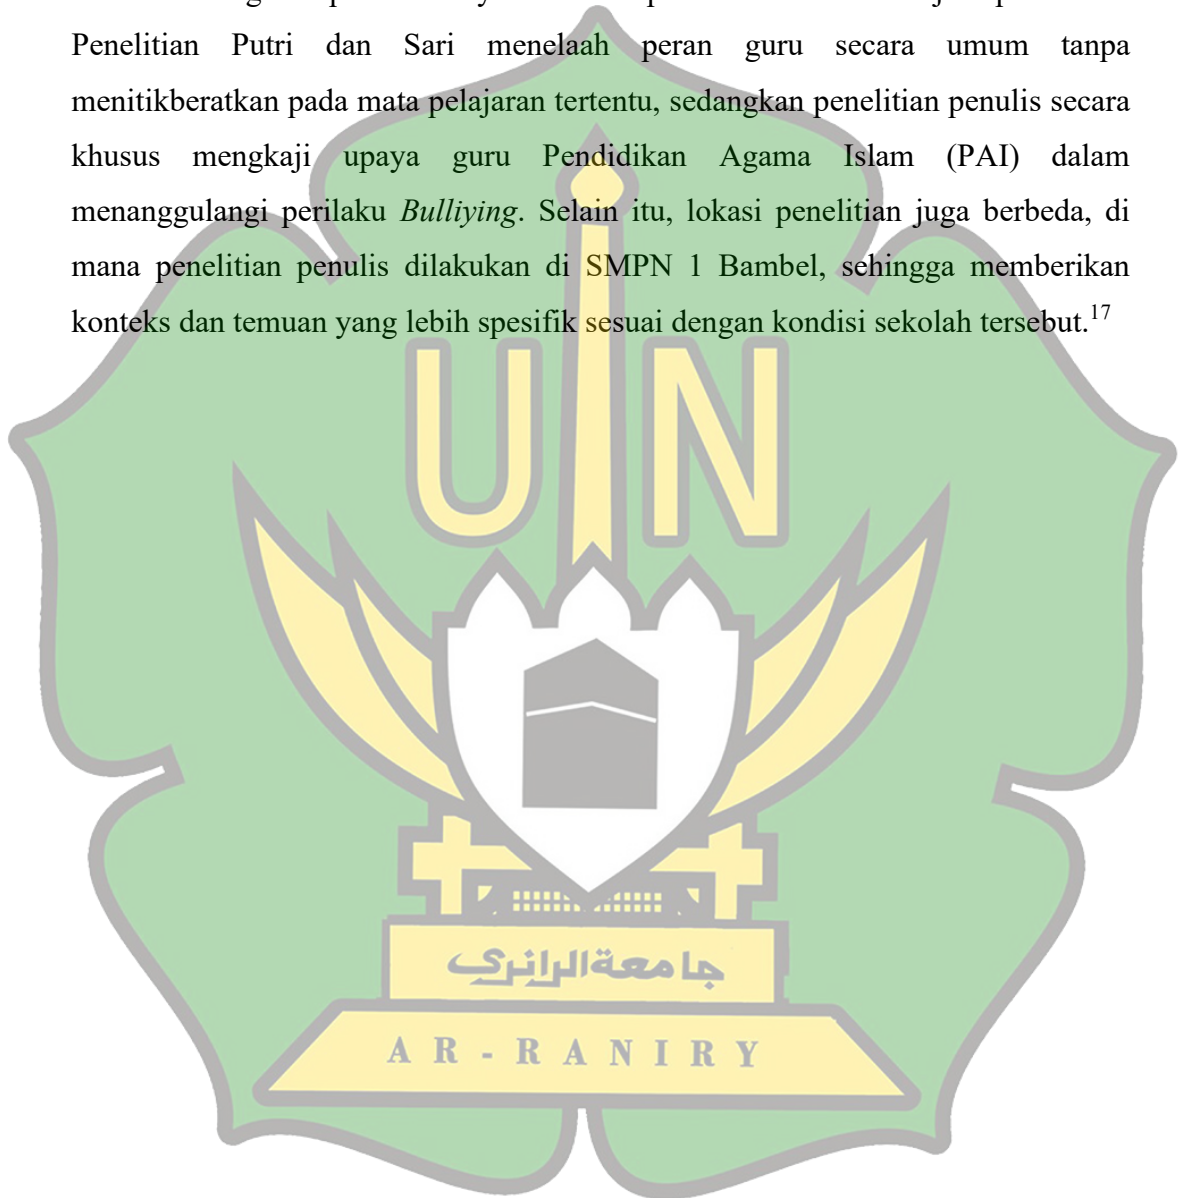 Penelitian Putri dan Sari menelaah peran guru secara umum tanpa
menitikberatkan pada mata pelajaran tertentu, sedangkan penelitian penulis secara
khusus mengkaji upaya guru Pendidikan Agama Islam (PAI) dalam
menanggulangi perilaku Bulliying. Selain itu, lokasi penelitian juga berbeda, di
mana penelitian penulis dilakukan di SMPN 1 Bambel, sehingga memberikan
konteks dan temuan yang lebih spesifik sesuai dengan kondisi sekolah tersebut.17
UIN
جامعة الرانري
AR-RANIRY